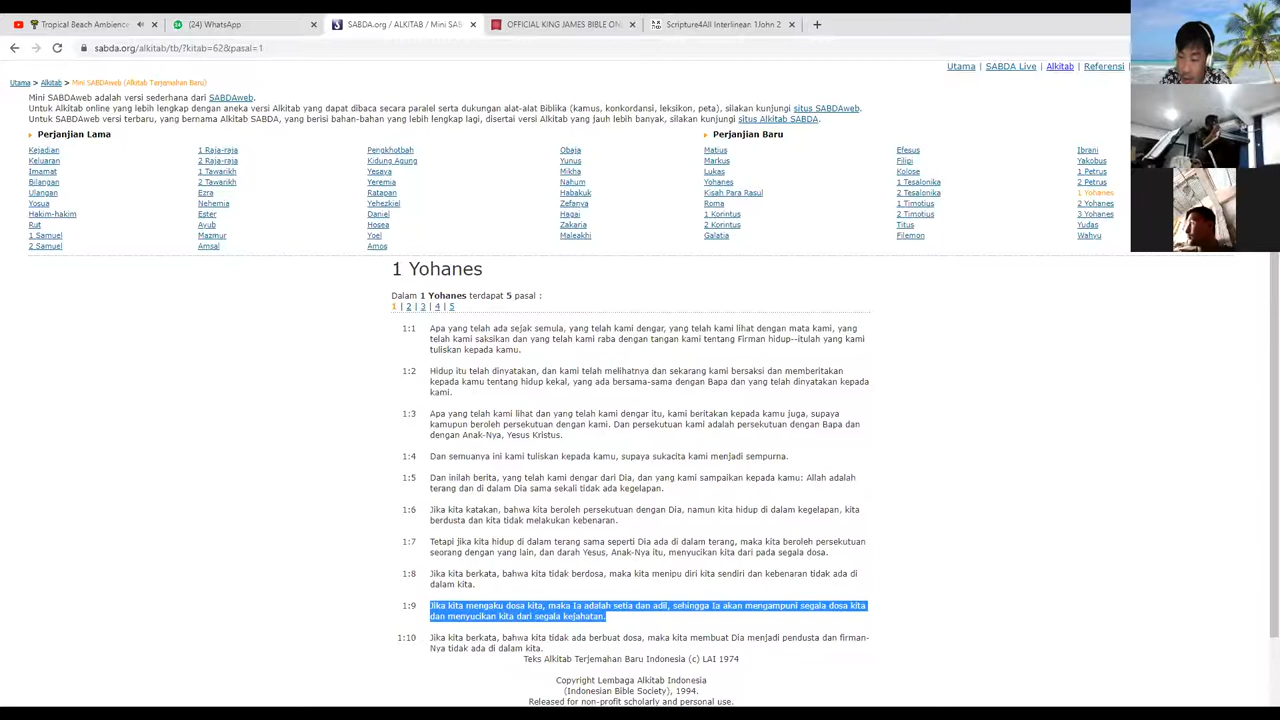 Tropical Beach Ambience
(24) WhatsApp
SABDA.org / ALKITAB / Mini SAB
OFFICIAL KING JAMES BIBLE ON
Scripture4All Interlinean 1John 2
sabda.org/alkitab/tb/?kitab=62&pasal=1
Utama | SABDA Live | Alkitab | Referensi |
Utama > Alkitab > Mini SABDAweb (Alkitab Terjemahan Baru)
Mini SABDAweb adalah versi sederhana dari SABDAweb.
Untuk Alkitab online yang lebih lengkap dengan aneka versi Alkitab yang dapat dibaca secara paralel serta dukungan alat-alat Biblika (kamus, konkordansi, leksikon, peta), silakan kunjungi situs SABDAweb.
Untuk SABDAweb versi terbaru, yang bernama Alkitab SABDA, yang berisi bahan-bahan yang lebih lengkap lagi, disertai versi Alkitab yang jauh lebih banyak, silakan kunjungi situs Alkitab SABDA.
Perjanjian Lama Perjanjian Baru
Kejadian 1 Raja-raja Pengkhotbah Obaja Matius Efesus Ibrani
Keluaran 2 Raja-raja Kidung Agung Yunus Markus Filipi Yakobus
Imamat 1 Tawarikh Yesaya Mikha Lukas Kolose 1 Petrus
Bilangan 2 Tawarikh Yeremia Nahum Yohanes 1 Tesalonika 2 Petrus
Ulangan Ezra Ratapan Habakuk Kisah Para Rasul 2 Tesalonika 1 Yohanes
Yosua Nehemia Yehezkiel Zefanya Roma 1 Timotius 2 Yohanes
Hakim-hakim Ester Daniel Hagai 1 Korintus 2 Timotius 3 Yohanes
Rut Ayub Hosea Zakaria 2 Korintus Titus Yudas
1 Samuel Mazmur Yoel Maleakhi Galatia Filemon Wahyu
2 Samuel Amsal Amos
1 Yohanes
Dalam 1 Yohanes terdapat 5 pasal :
1 | 2 | 3 | 4 | 5
1:1 Apa yang telah ada sejak semula, yang telah kami dengar, yang telah kami lihat dengan mata kami, yang
telah kami saksikan dan yang telah kami raba dengan tangan kami tentang Firman hidup--itulah yang kami
tuliskan kepada kamu.
1:2 Hidup itu telah dinyatakan, dan kami telah melihatnya dan sekarang kami bersaksi dan memberitakan
kepada kamu tentang hidup kekal, yang ada bersama-sama dengan Bapa dan yang telah dinyatakan kepada
kami.
1:3 Apa yang telah kami lihat dan yang telah kami dengar itu, kami beritakan kepada kamu juga, supaya
kamupun beroleh persekutuan dengan kami. Dan persekutuan kami adalah persekutuan dengan Bapa dan
dengan Anak-Nya, Yesus Kristus.
1:4 Dan semuanya ini kami tuliskan kepada kamu, supaya sukacita kami menjadi sempurna.
1:5 Dan inilah berita, yang telah kami dengar dari Dia, dan yang kami sampaikan kepada kamu: Allah adalah
terang dan di dalam Dia sama sekali tidak ada kegelapan.
1:6 Jika kita katakan, bahwa kita beroleh persekutuan dengan Dia, namun kita hidup di dalam kegelapan, kita
berdusta dan kita tidak melakukan kebenaran.
1:7 Tetapi jika kita hidup di dalam terang sama seperti Dia ada di dalam terang, maka kita beroleh persekutuan
seorang dengan yang lain, dan darah Yesus, Anak-Nya itu, menyucikan kita dari pada segala dosa.
1:8 Jika kita berkata, bahwa kita tidak berdosa, maka kita menipu diri kita sendiri dan kebenaran tidak ada di
dalam kita.
1:9 Jika kita mengaku dosa kita, maka Ia adalah setia dan adil, sehingga Ia akan mengampuni segala dosa kita
dan menyucikan kita dari segala kejahatan.
1:10 Jika kita berkata, bahwa kita tidak ada berbuat dosa, maka kita membuat Dia menjadi pendusta dan firman-
Nya tidak ada di dalam kita.
Teks Alkitab Terjemahan Baru Indonesia (c) LAI 1974
Copyright Lembaga Alkitab Indonesia
(Indonesian Bible Society), 1994.
Released for non-profit scholarly and personal use.